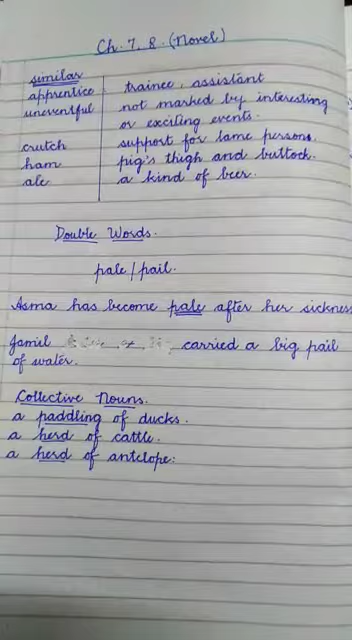 Ch. 7, 8. (Novel)
similar
apprentice trainee, assistant
uneventful not marked by interesting
or exciting events.
crutch support for lame persons.
ham pig's thigh and buttock.
ale a kind of beer.
Double Words.
pale/pail.
Asma has become pale after her sickness
Jamil carried a big pail
of water.
Collective Nouns.
a paddling of ducks.
a herd of cattle.
a herd of antelope.